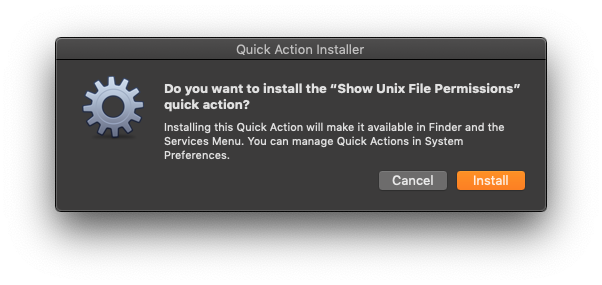 Quick Action Installer
Do you want to install the “Show Unix File Permissions”
quick action?
Installing this Quick Action will make it available in Finder and the
Services Menu. You can manage Quick Actions in System
Preferences.
Cancel
Install